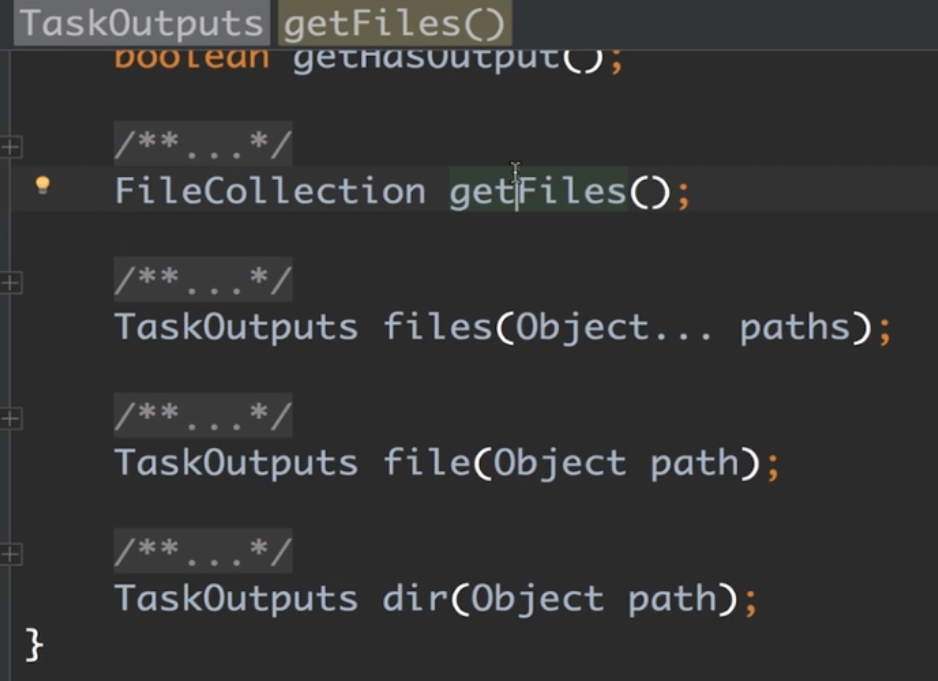 TaskOutputs getFiles()
boolean getHasOutput();
/**...*/
FileCollection getFiles();
/**...*/
TaskOutputs files(Object... paths);
/**...*/
TaskOutputs file(Object path);
/**...*/
TaskOutputs dir(Object path);
}